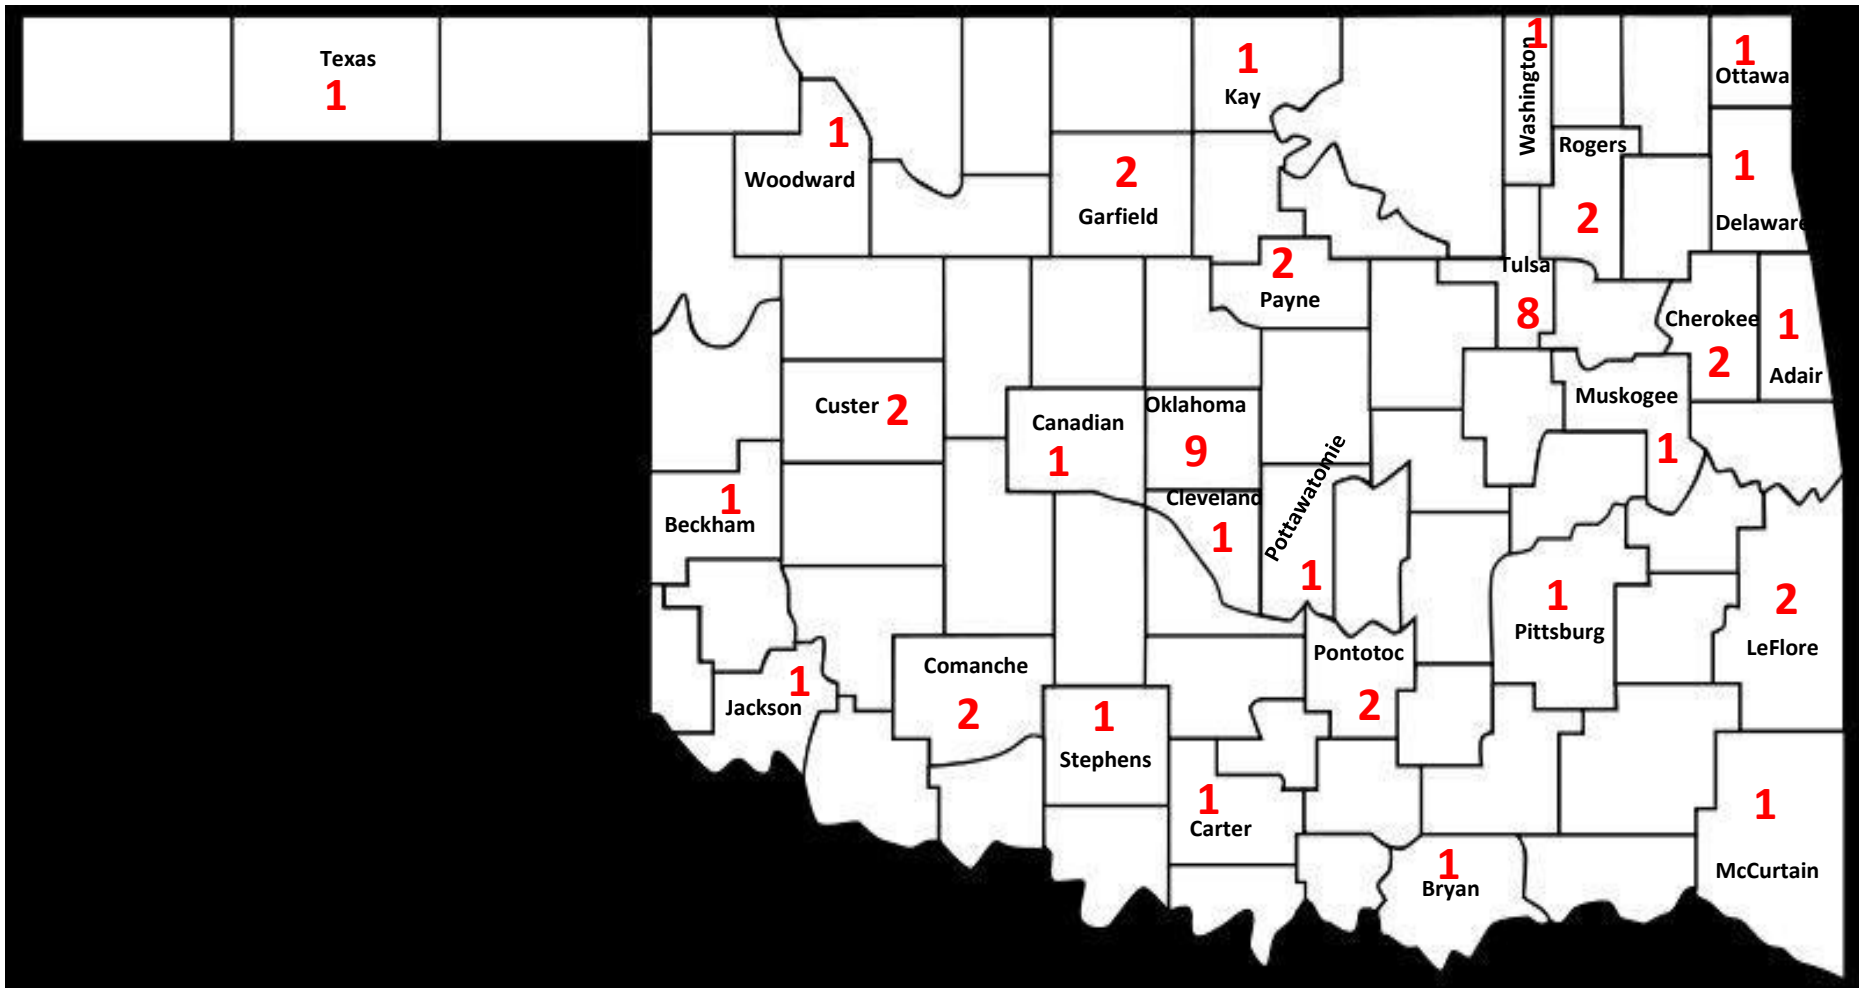 Texas
1
1
Woodward
2
Garfield
1
Kay
1
Washington
Rogers
2
1
Ottawa
1
Delaware
2
Payne
Tulsa
8
Cherokee
2
1
Adair
Custer 2
Canadian
1
Oklahoma
9
Muskogee
1
1
Beckham
Cleveland
1
Pottawatomie
1
1
Pittsburg
2
LeFlore
1
Jackson
Comanche
2
1
Stephens
Pontotoc
2
1
Carter
1
Bryan
1
McCurtain